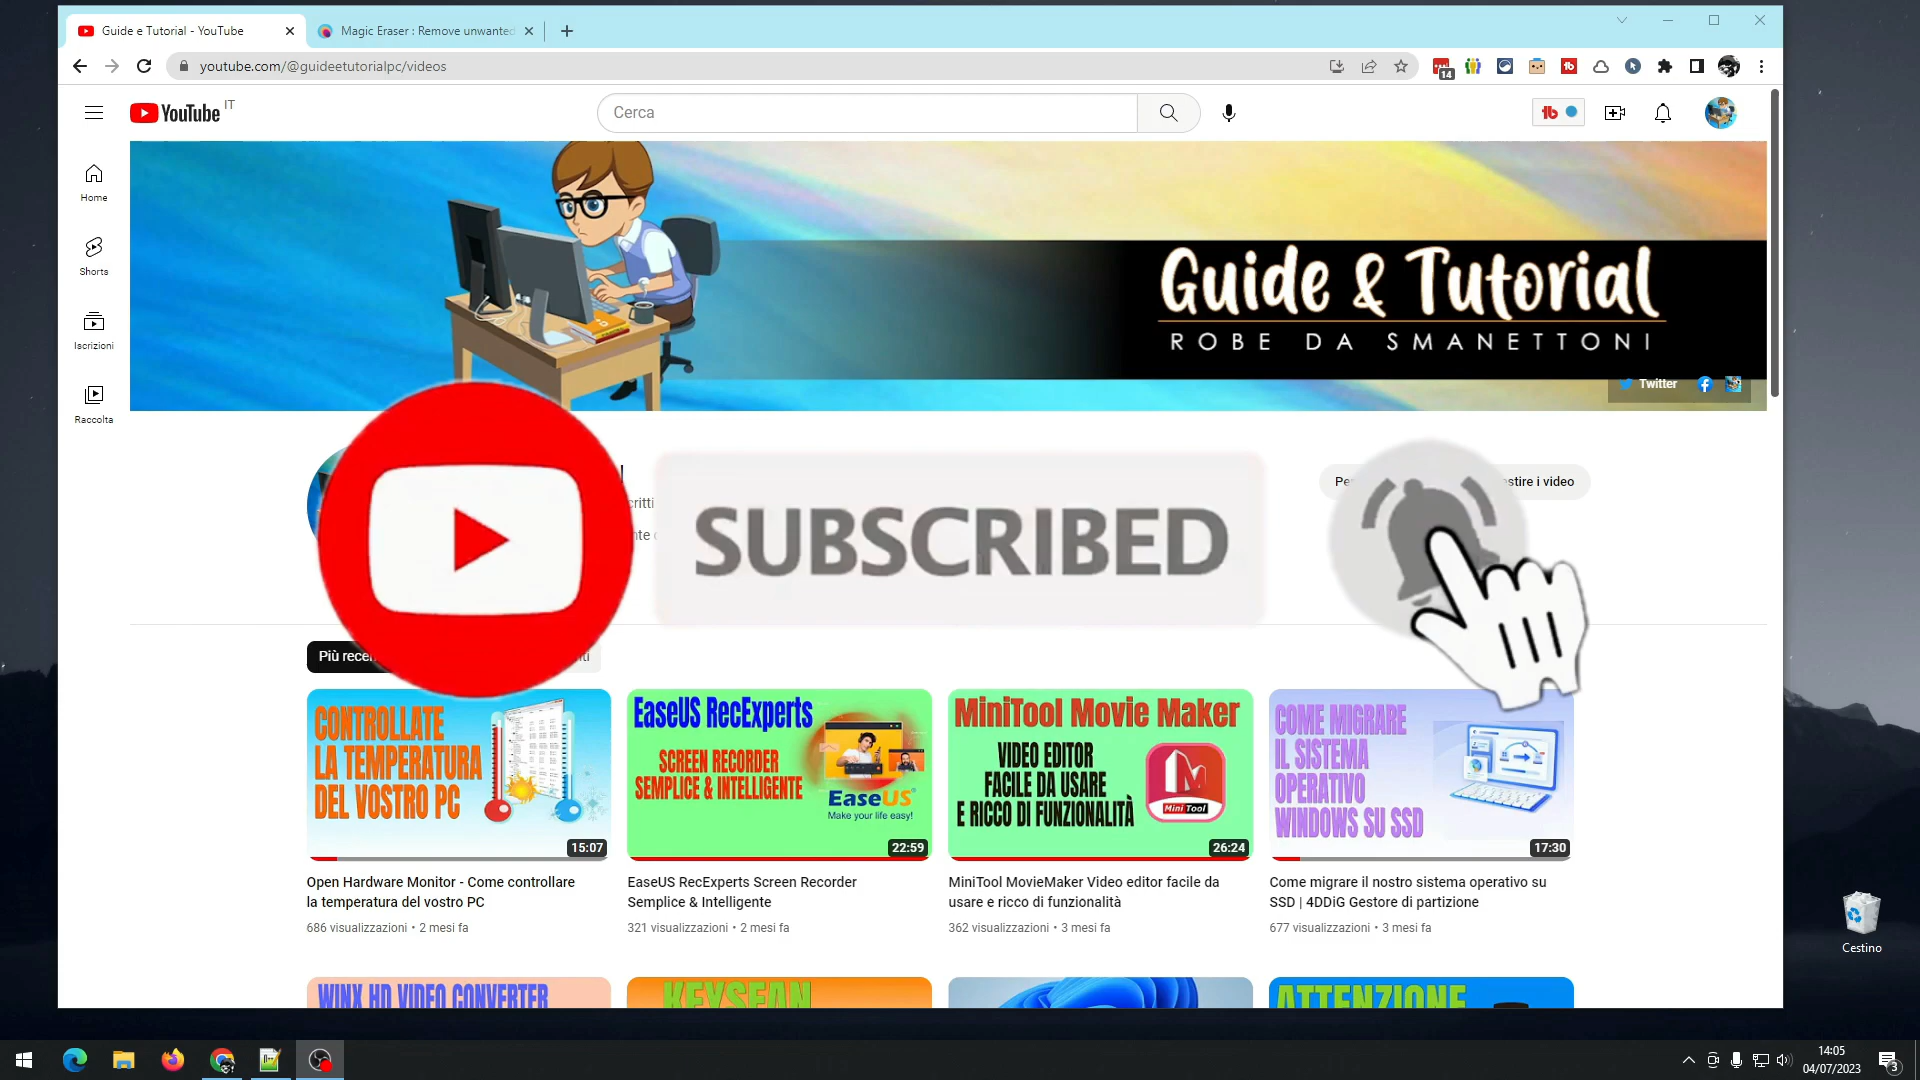 Guide e Tutorial - YouTube
Magic Eraser : Remove unwanted
youtube.com/@guideetutorialpc/videos
14
YouTube IT
Cerca
tb
Home
Shorts
Iscrizioni
Raccolta
Guide & Tutorial
ROBE DA SMANETTONI
Twitter
SUBSCRIBED
Più recen
CONTROLLATE
LA TEMPERATURA
DEL VOSTRO PC
15:07
Open Hardware Monitor - Come controllare
la temperatura del vostro PC
686 visualizzazioni • 2 mesi fa
EaseUS RecExperts
SCREEN RECORDER
SEMPLICE & INTELLIGENTE
EaseUS
Make your life easy!
22:59
EaseUS RecExperts Screen Recorder
Semplice & Intelligente
321 visualizzazioni • 2 mesi fa
MiniTool Movie Maker
VIDEO EDITOR
FACILE DA USARE
E RICCO DI FUNZIONALITÀ
Mini Tool
26:24
MiniTool MovieMaker Video editor facile da
usare e ricco di funzionalità
362 visualizzazioni • 3 mesi fa
COME MIGRARE
IL SISTEMA
OPERATIVO
WINDOWS SU SSD
17:30
Come migrare il nostro sistema operativo su
SSD | 4DDiG Gestore di partizione
677 visualizzazioni • 3 mesi fa
WINX HD VIDEO CONVERTER
KEYSFAN
ATTENZIONE
Cestino
14:05
04/07/2023
3